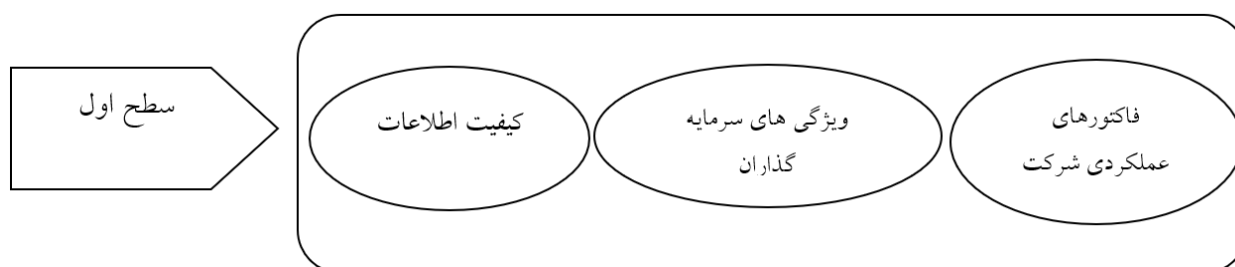 سطح اول
کیفیت اطلاعات
ویژگی های سرمایه
گذاران
فاکتورهای
عملکردی شرکت